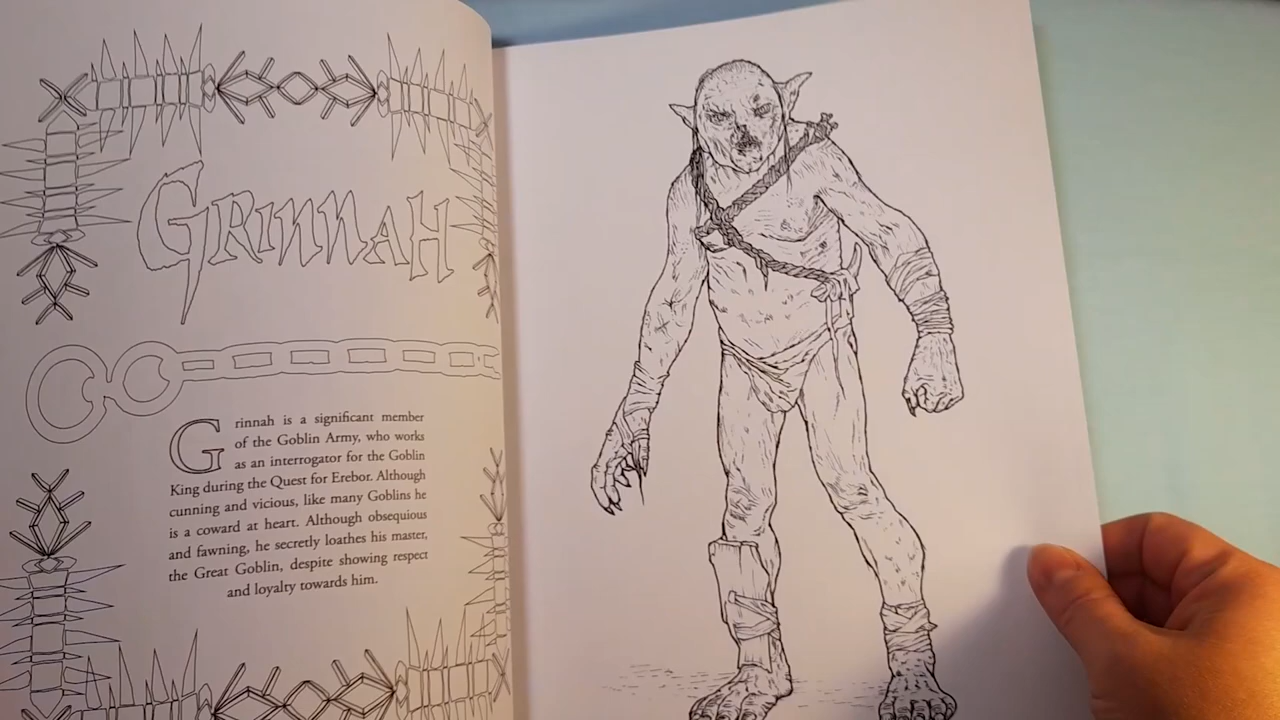 GRINNAH
Grinnah is a significant member
of the Goblin Army, who works
as an interrogator for the Goblin
King during the Quest for Erebor. Although
cunning and vicious, like many Goblins he
is a coward at heart. Although obsequious
and fawning, he secretly loathes his master,
the Great Goblin, despite showing respect
and loyalty towards him.